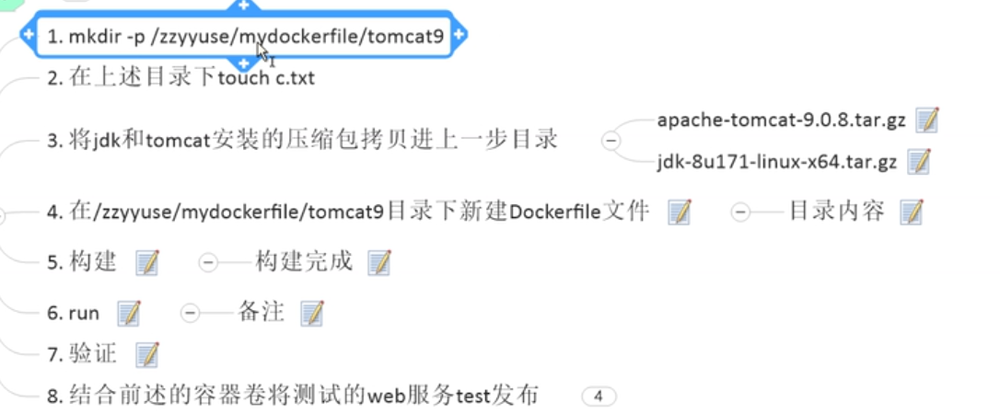 1. mkdir -p /zzyyuse/mydockerfile/tomcat9
2. 在上述目录下touch c.txt
3. 将jdk和tomcat安装的压缩包拷贝进上一步目录
apache-tomcat-9.0.8.tar.gz
jdk-8u171-linux-x64.tar.gz
4. 在/zzyyuse/mydockerfile/tomcat9目录下新建Dockerfile文件 目录内容
5. 构建 构建完成
6. run 备注
7. 验证
8. 结合前述的容器卷将测试的web服务test发布 4